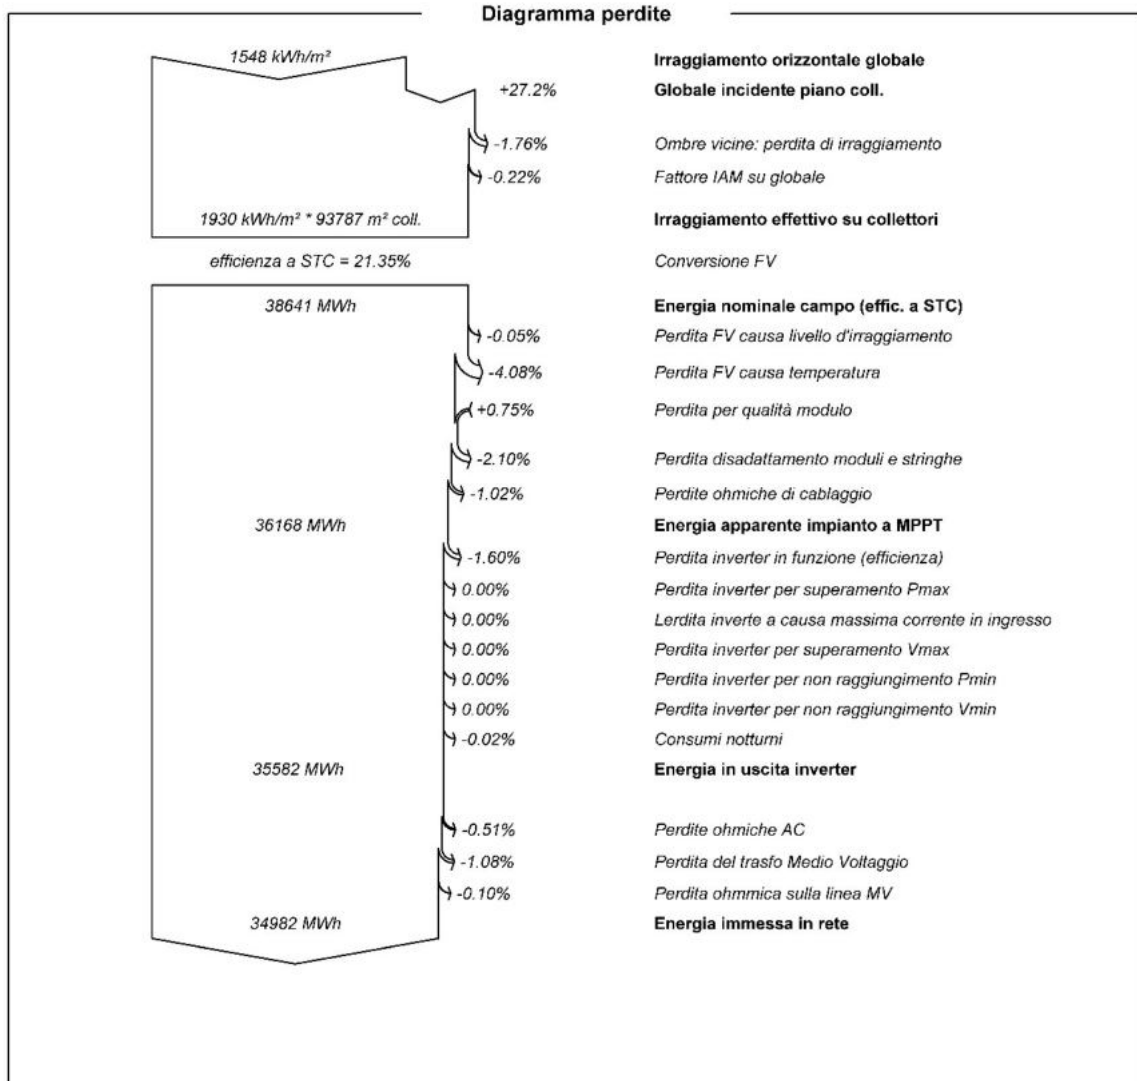 Diagramma perdite
1548 kWh/m² Irraggiamento orizzontale globale
+27.2% Globale incidente piano coll.
-1.76% Ombre vicine: perdita di irraggiamento
-0.22% Fattore IAM su globale
1930 kWh/m² * 93787 m² coll. Irraggiamento effettivo su collettori
efficienza a STC = 21.35% Conversione FV
38641 MWh Energia nominale campo (effic. a STC)
-0.05% Perdita FV causa livello d'irraggiamento
-4.08% Perdita FV causa temperatura
+0.75% Perdita per qualità modulo
-2.10% Perdita disadattamento moduli e stringhe
-1.02% Perdite ohmiche di cablaggio
36168 MWh Energia apparente impianto a MPPT
-1.60% Perdita inverter in funzione (efficienza)
0.00% Perdita inverter per superamento Pmax
0.00% Lerdita inverte a causa massima corrente in ingresso
0.00% Perdita inverter per superamento Vmax
0.00% Perdita inverter per non raggiungimento Pmin
0.00% Perdita inverter per non raggiungimento Vmin
-0.02% Consumi notturni
35582 MWh Energia in uscita inverter
-0.51% Perdite ohmiche AC
-1.08% Perdita del trasfo Medio Voltaggio
-0.10% Perdita ohmmica sulla linea MV
34982 MWh Energia immessa in rete